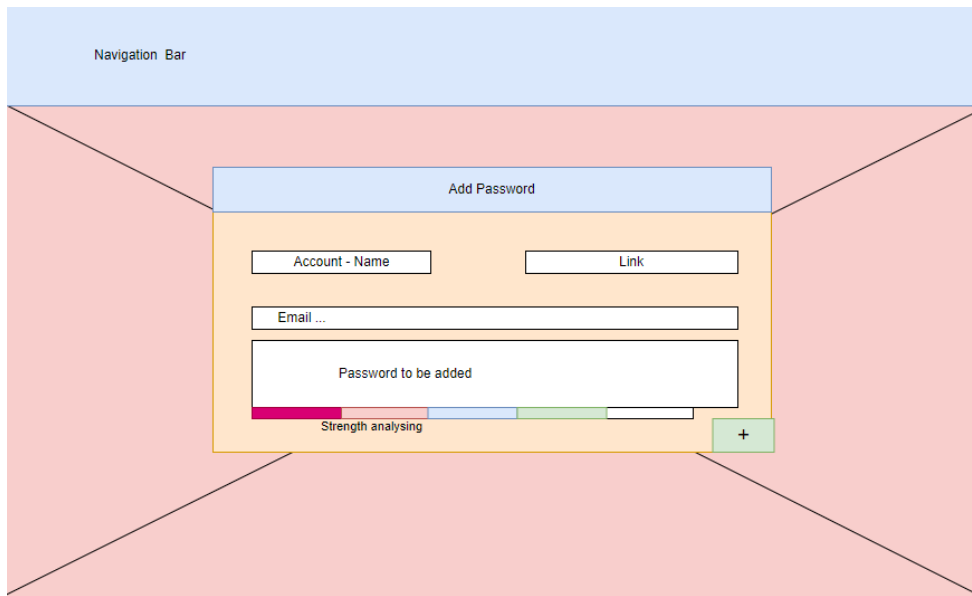 Navigation Bar
Add Password
Account - Name
Link
Email ...
Password to be added
Strength analysing
+